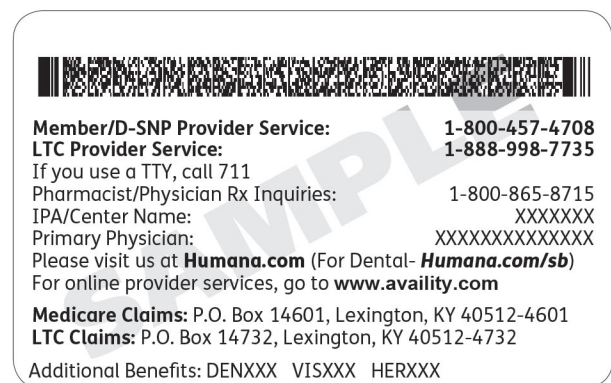 Member/D-SNP Provider Service: 1-800-457-4708
LTC Provider Service: 1-888-998-7735
If you use a TTY, call 711
Pharmacist/Physician Rx Inquiries: 1-800-865-8715
IPA/Center Name: XXXXXXX
Primary Physician: XXXXXXXXXXXXXX
Please visit us at Humana.com (For Dental- Humana.com/sb)
For online provider services, go to www.availity.com
Medicare Claims: P.O. Box 14601, Lexington, KY 40512-4601
LTC Claims: P.O. Box 14732, Lexington, KY 40512-4732
Additional Benefits: DENXXX VISXXX HERXXX
SAMPLE